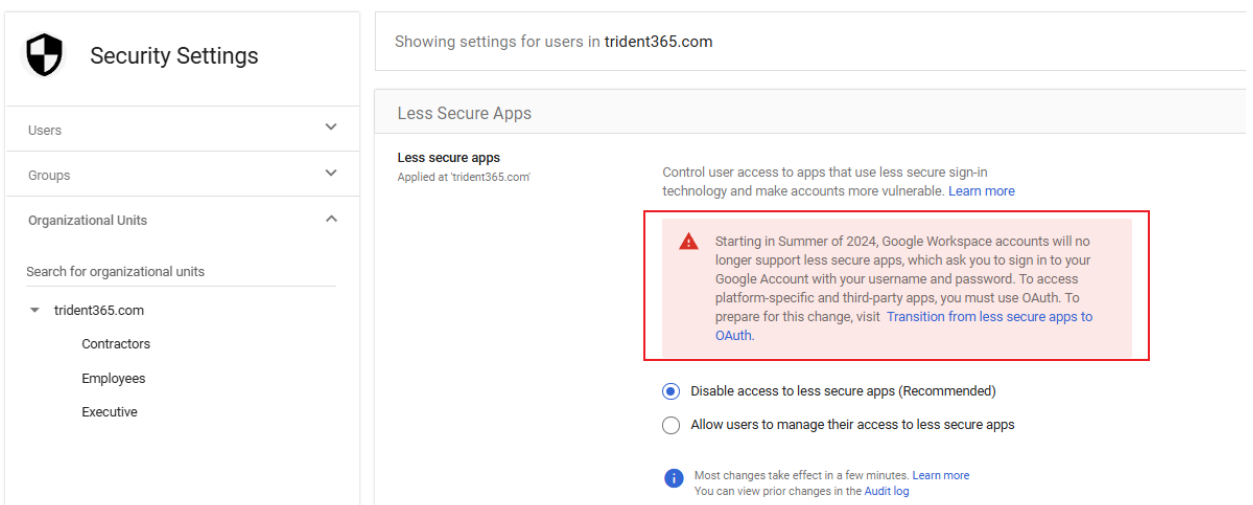 Security Settings
Users
Groups
Organizational Units
Search for organizational units
trident365.com
Contractors
Employees
Executive
Showing settings for users in trident365.com
Less Secure Apps
Less secure apps
Applied at 'trident365.com'
Control user access to apps that use less secure sign-in
technology and make accounts more vulnerable. Learn more
Starting in Summer of 2024, Google Workspace accounts will no
longer support less secure apps, which ask you to sign in to your
Google Account with your username and password. To access
platform-specific and third-party apps, you must use OAuth. To
prepare for this change, visit Transition from less secure apps to
OAuth.
Disable access to less secure apps (Recommended)
Allow users to manage their access to less secure apps
Most changes take effect in a few minutes. Learn more
You can view prior changes in the Audit log